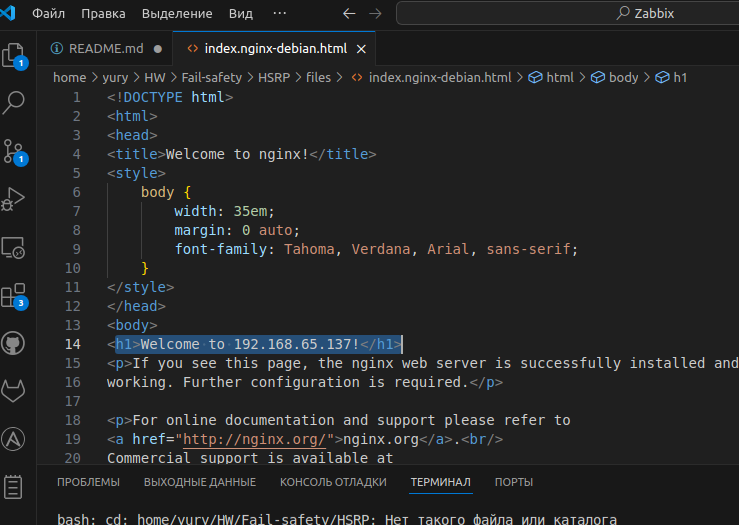 Файл Правка Выделение Вид ··· Zabbix
README.md index.nginx-debian.html
home > yury > HW > Fail-safety > HSRP > files > index.nginx-debian.html > html > body > h1
1 <!DOCTYPE html>
2 <html>
3 <head>
4 <title>Welcome to nginx!</title>
5 <style>
6 body {
7 width: 35em;
8 margin: 0 auto;
9 font-family: Tahoma, Verdana, Arial, sans-serif;
10 }
11 </style>
12 </head>
13 <body>
14 <h1>Welcome to 192.168.65.137!</h1>
15 <p>If you see this page, the nginx web server is successfully installed and
16 working. Further configuration is required.</p>
17
18 <p>For online documentation and support please refer to
19 <a href="http://nginx.org/">nginx.org</a>.<br/>
20 Commercial support is available at
1
1
3
ПРОБЛЕМЫ ВЫХОДНЫЕ ДАННЫЕ КОНСОЛЬ ОТЛАДКИ ТЕРМИНАЛ ПОРТЫ
bash: cd: home/yury/HW/Fail-safety/HSRP: Нет такого файла или каталога